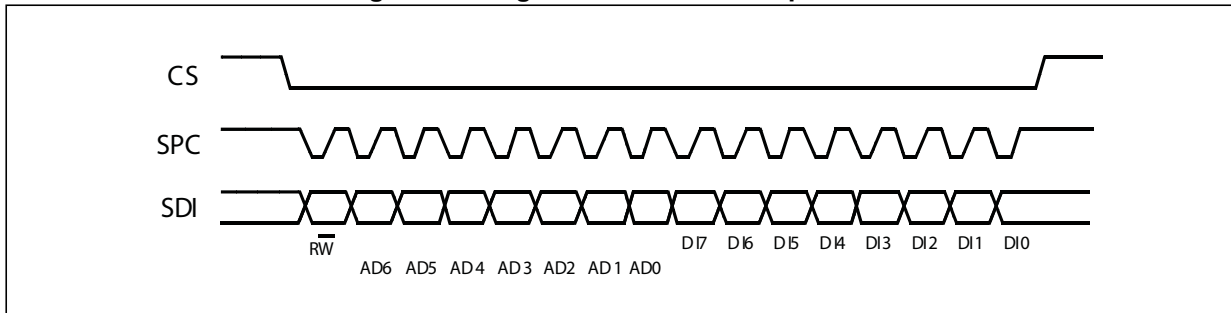 CS
SPC
SDI
RW̅
DI7 DI6 DI5 DI4 DI3 DI2 DI1 DI0
AD6 AD5 AD4 AD3 AD2 AD1 AD0